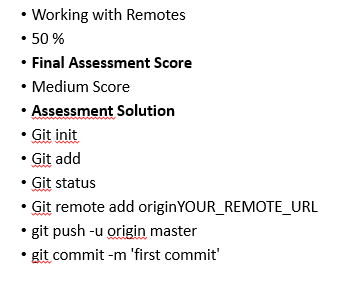 • Working with Remotes
• 50 %
• Final Assessment Score
• Medium Score
• Assessment Solution
• Git init
• Git add
• Git status
• Git remote add originYOUR_REMOTE_URL
• git push -u origin master
• git commit -m 'first commit'